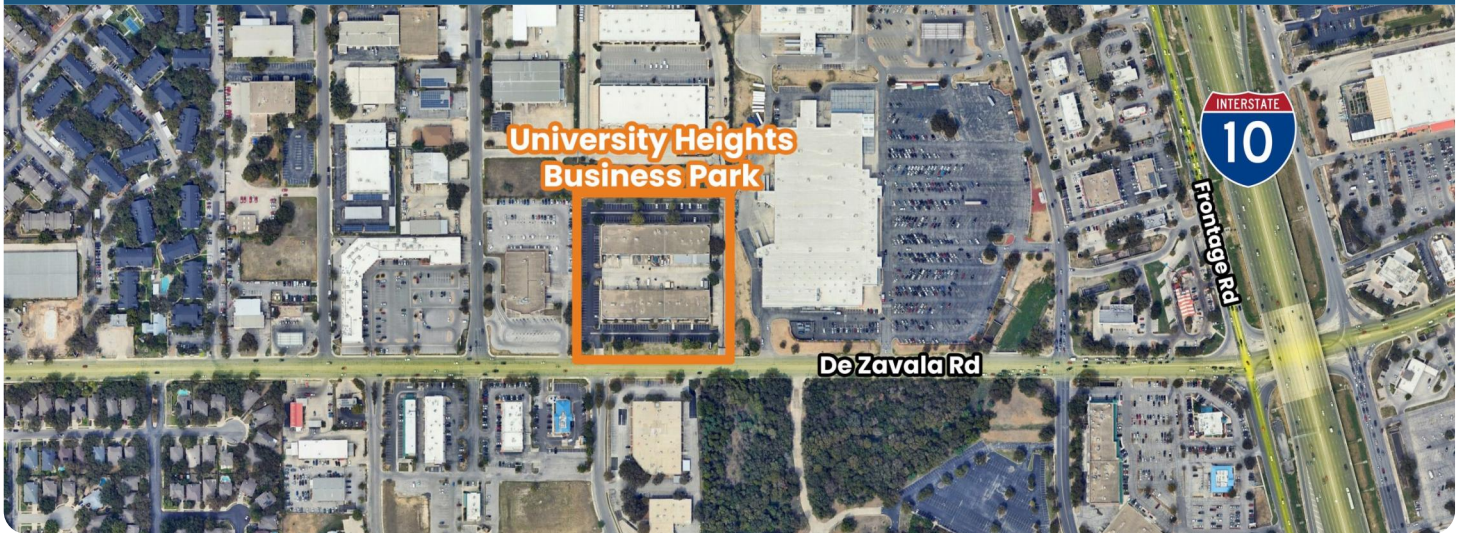 INTERSTATE
10
University Heights
Business Park
Frontage Rd
De Zavala Rd